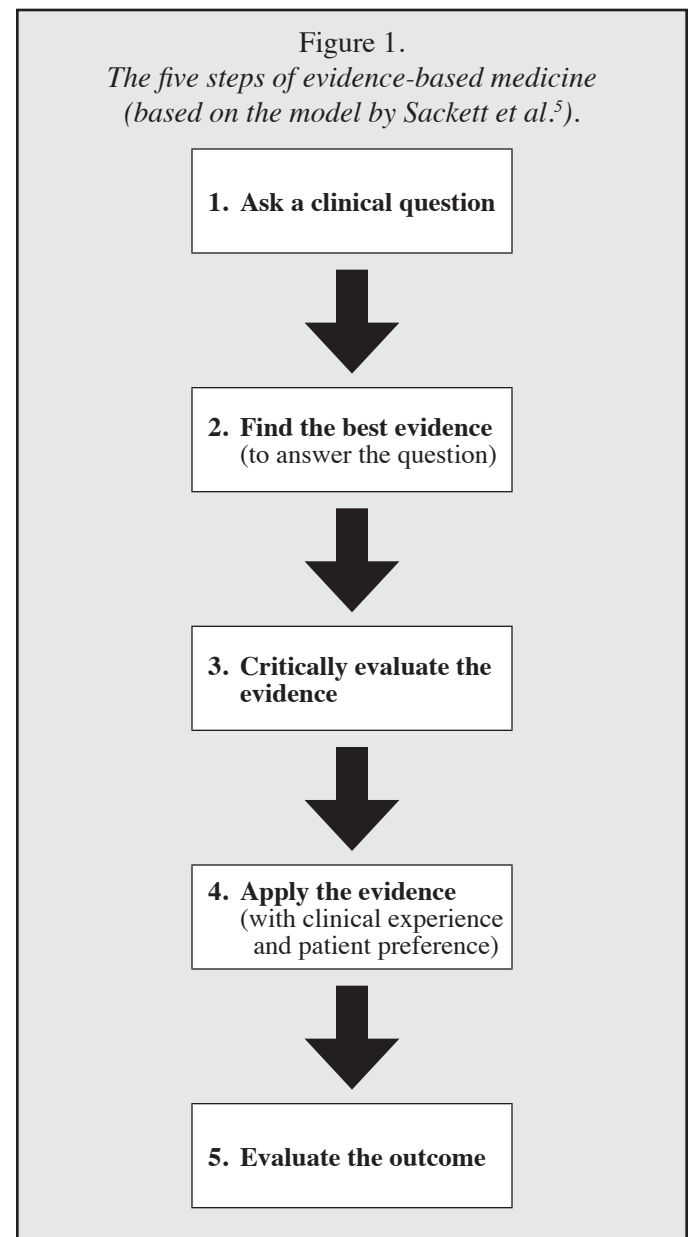 Figure 1.
The five steps of evidence-based medicine
(based on the model by Sackett et al.⁵).
1. Ask a clinical question
2. Find the best evidence
(to answer the question)
3. Critically evaluate the
evidence
4. Apply the evidence
(with clinical experience
and patient preference)
5. Evaluate the outcome